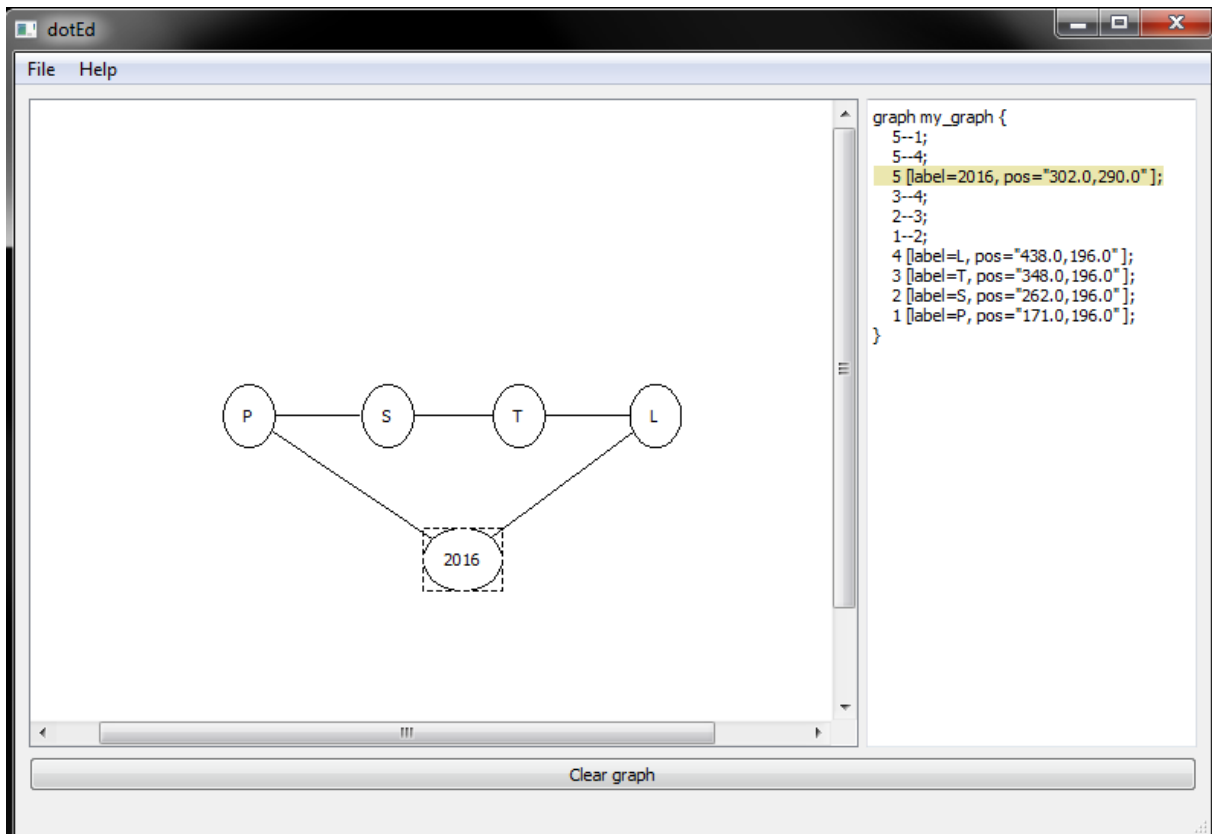 dotEd
File Help
P S T L
2016
graph my_graph {
5--1;
5--4;
5 [label=2016, pos="302.0,290.0" ];
3--4;
2--3;
1--2;
4 [label=L, pos="438.0,196.0" ];
3 [label=T, pos="348.0,196.0" ];
2 [label=S, pos="262.0,196.0" ];
1 [label=P, pos="171.0,196.0" ];
}
Clear graph